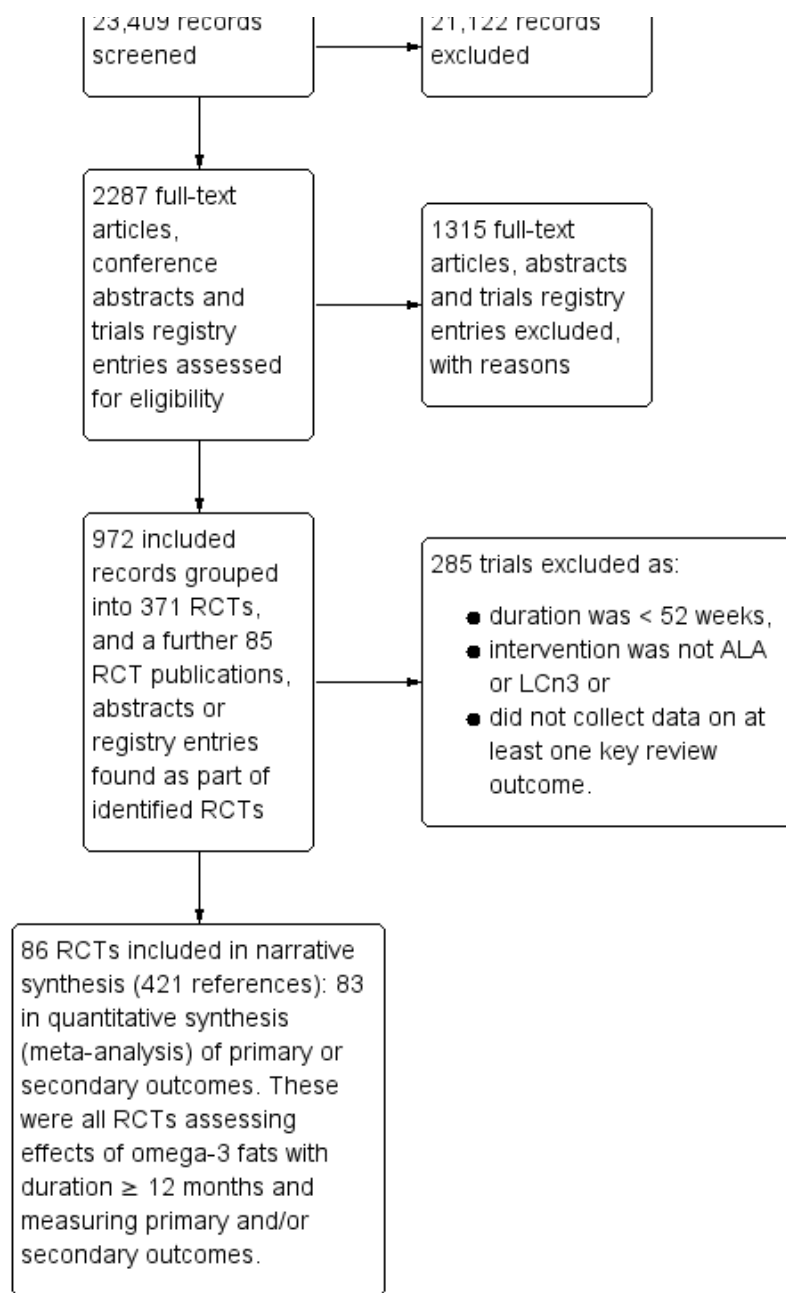 23,409 records
screened
21,122 records
excluded
2287 full-text
articles,
conference
abstracts and
trials registry
entries assessed
for eligibility
1315 full-text
articles, abstracts
and trials registry
entries excluded,
with reasons
972 included
records grouped
into 371 RCTs,
and a further 85
RCT publications,
abstracts or
registry entries
found as part of
identified RCTs
285 trials excluded as:
● duration was < 52 weeks,
● intervention was not ALA
or LCn3 or
● did not collect data on at
least one key review
outcome.
86 RCTs included in narrative
synthesis (421 references): 83
in quantitative synthesis
(meta-analysis) of primary or
secondary outcomes. These
were all RCTs assessing
effects of omega-3 fats with
duration ≥ 12 months and
measuring primary and/or
secondary outcomes.